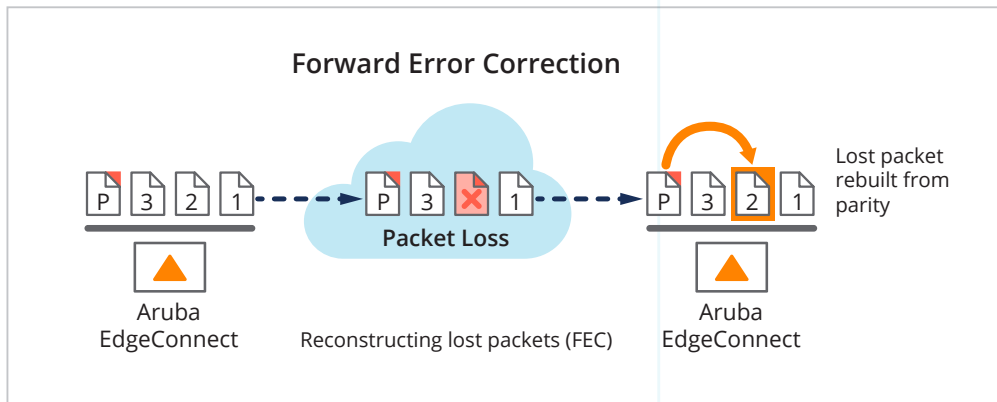 Forward Error Correction
P 3 2 1
P 3 1
P 3 2 1
Lost packet
rebuilt from
parity
Packet Loss
Aruba
EdgeConnect
Reconstructing lost packets (FEC)
Aruba
EdgeConnect